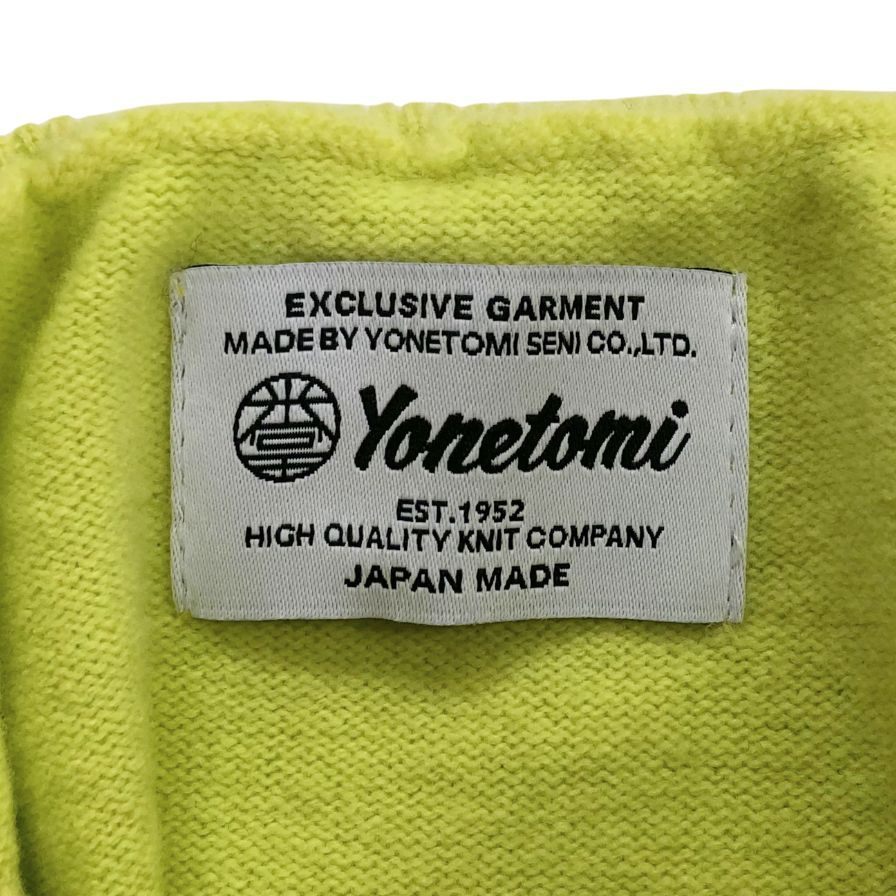 EXCLUSIVE GARMENT
MADE BY YONETOMI SENI CO.,LTD.
Yonetomi
EST.1952
HIGH QUALITY KNIT COMPANY
JAPAN MADE